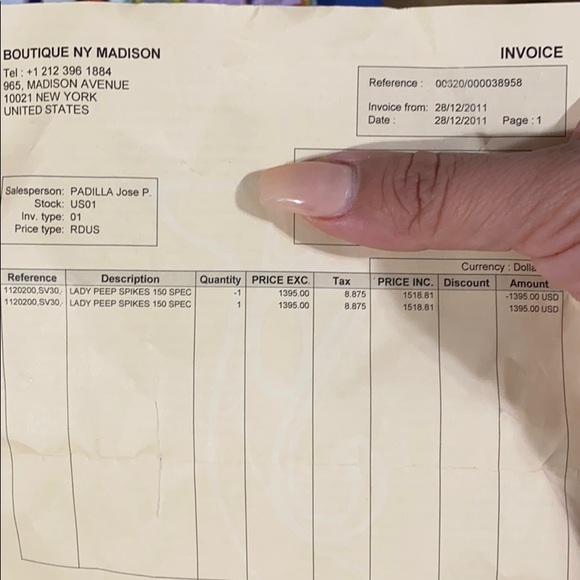 BOUTIQUE NY MADISON
Tel : +1 212 396 1884
965, MADISON AVENUE
10021 NEW YORK
UNITED STATES
INVOICE
Reference : 00320/000038958
Invoice from: 28/12/2011
Date : 28/12/2011 Page : 1
Salesperson: PADILLA Jose P.
Stock: US01
Inv. type: 01
Price type: RDUS
Currency : Dolla
Reference Description Quantity PRICE EXC. Tax PRICE INC. Discount Amount
1120200,SV30, LADY PEEP SPIKES 150 SPEC -1 1395.00 8.875 1518.81 -1395.00 USD
1120200,SV30, LADY PEEP SPIKES 150 SPEC 1 1395.00 8.875 1518.81 1395.00 USD